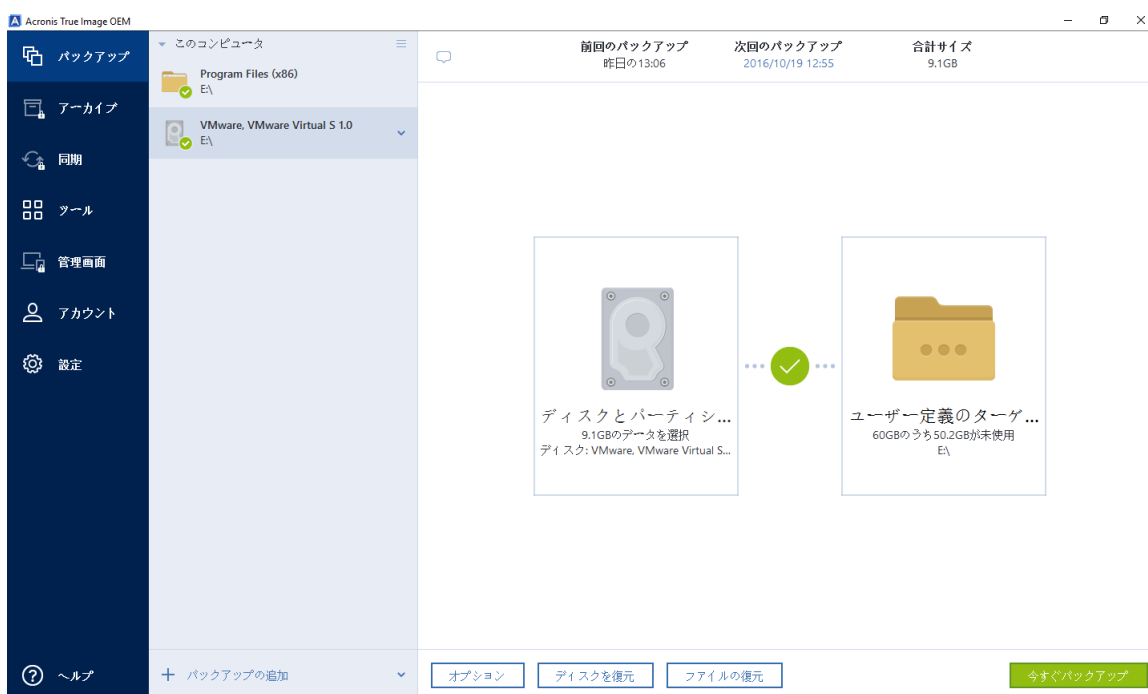 Acronis True Image OEM
バックアップ
アーカイブ
同期
ツール
管理画面
アカウント
設定
ヘルプ
このコンピュータ
Program Files (x86)
E:\
VMware, VMware Virtual S 1.0
E:\
バックアップの追加
前回のバックアップ
昨日の13:06
次回のバックアップ
2016/10/19 12:55
合計サイズ
9.1GB
ディスクとパーティシ...
9.1GBのデータを選択
ディスク: VMware, VMware Virtual S...
ユーザー定義のターゲ...
60GBのうち50.2GBが未使用
E:\
オプション
ディスクを復元
ファイルの復元
今すぐバックアップ